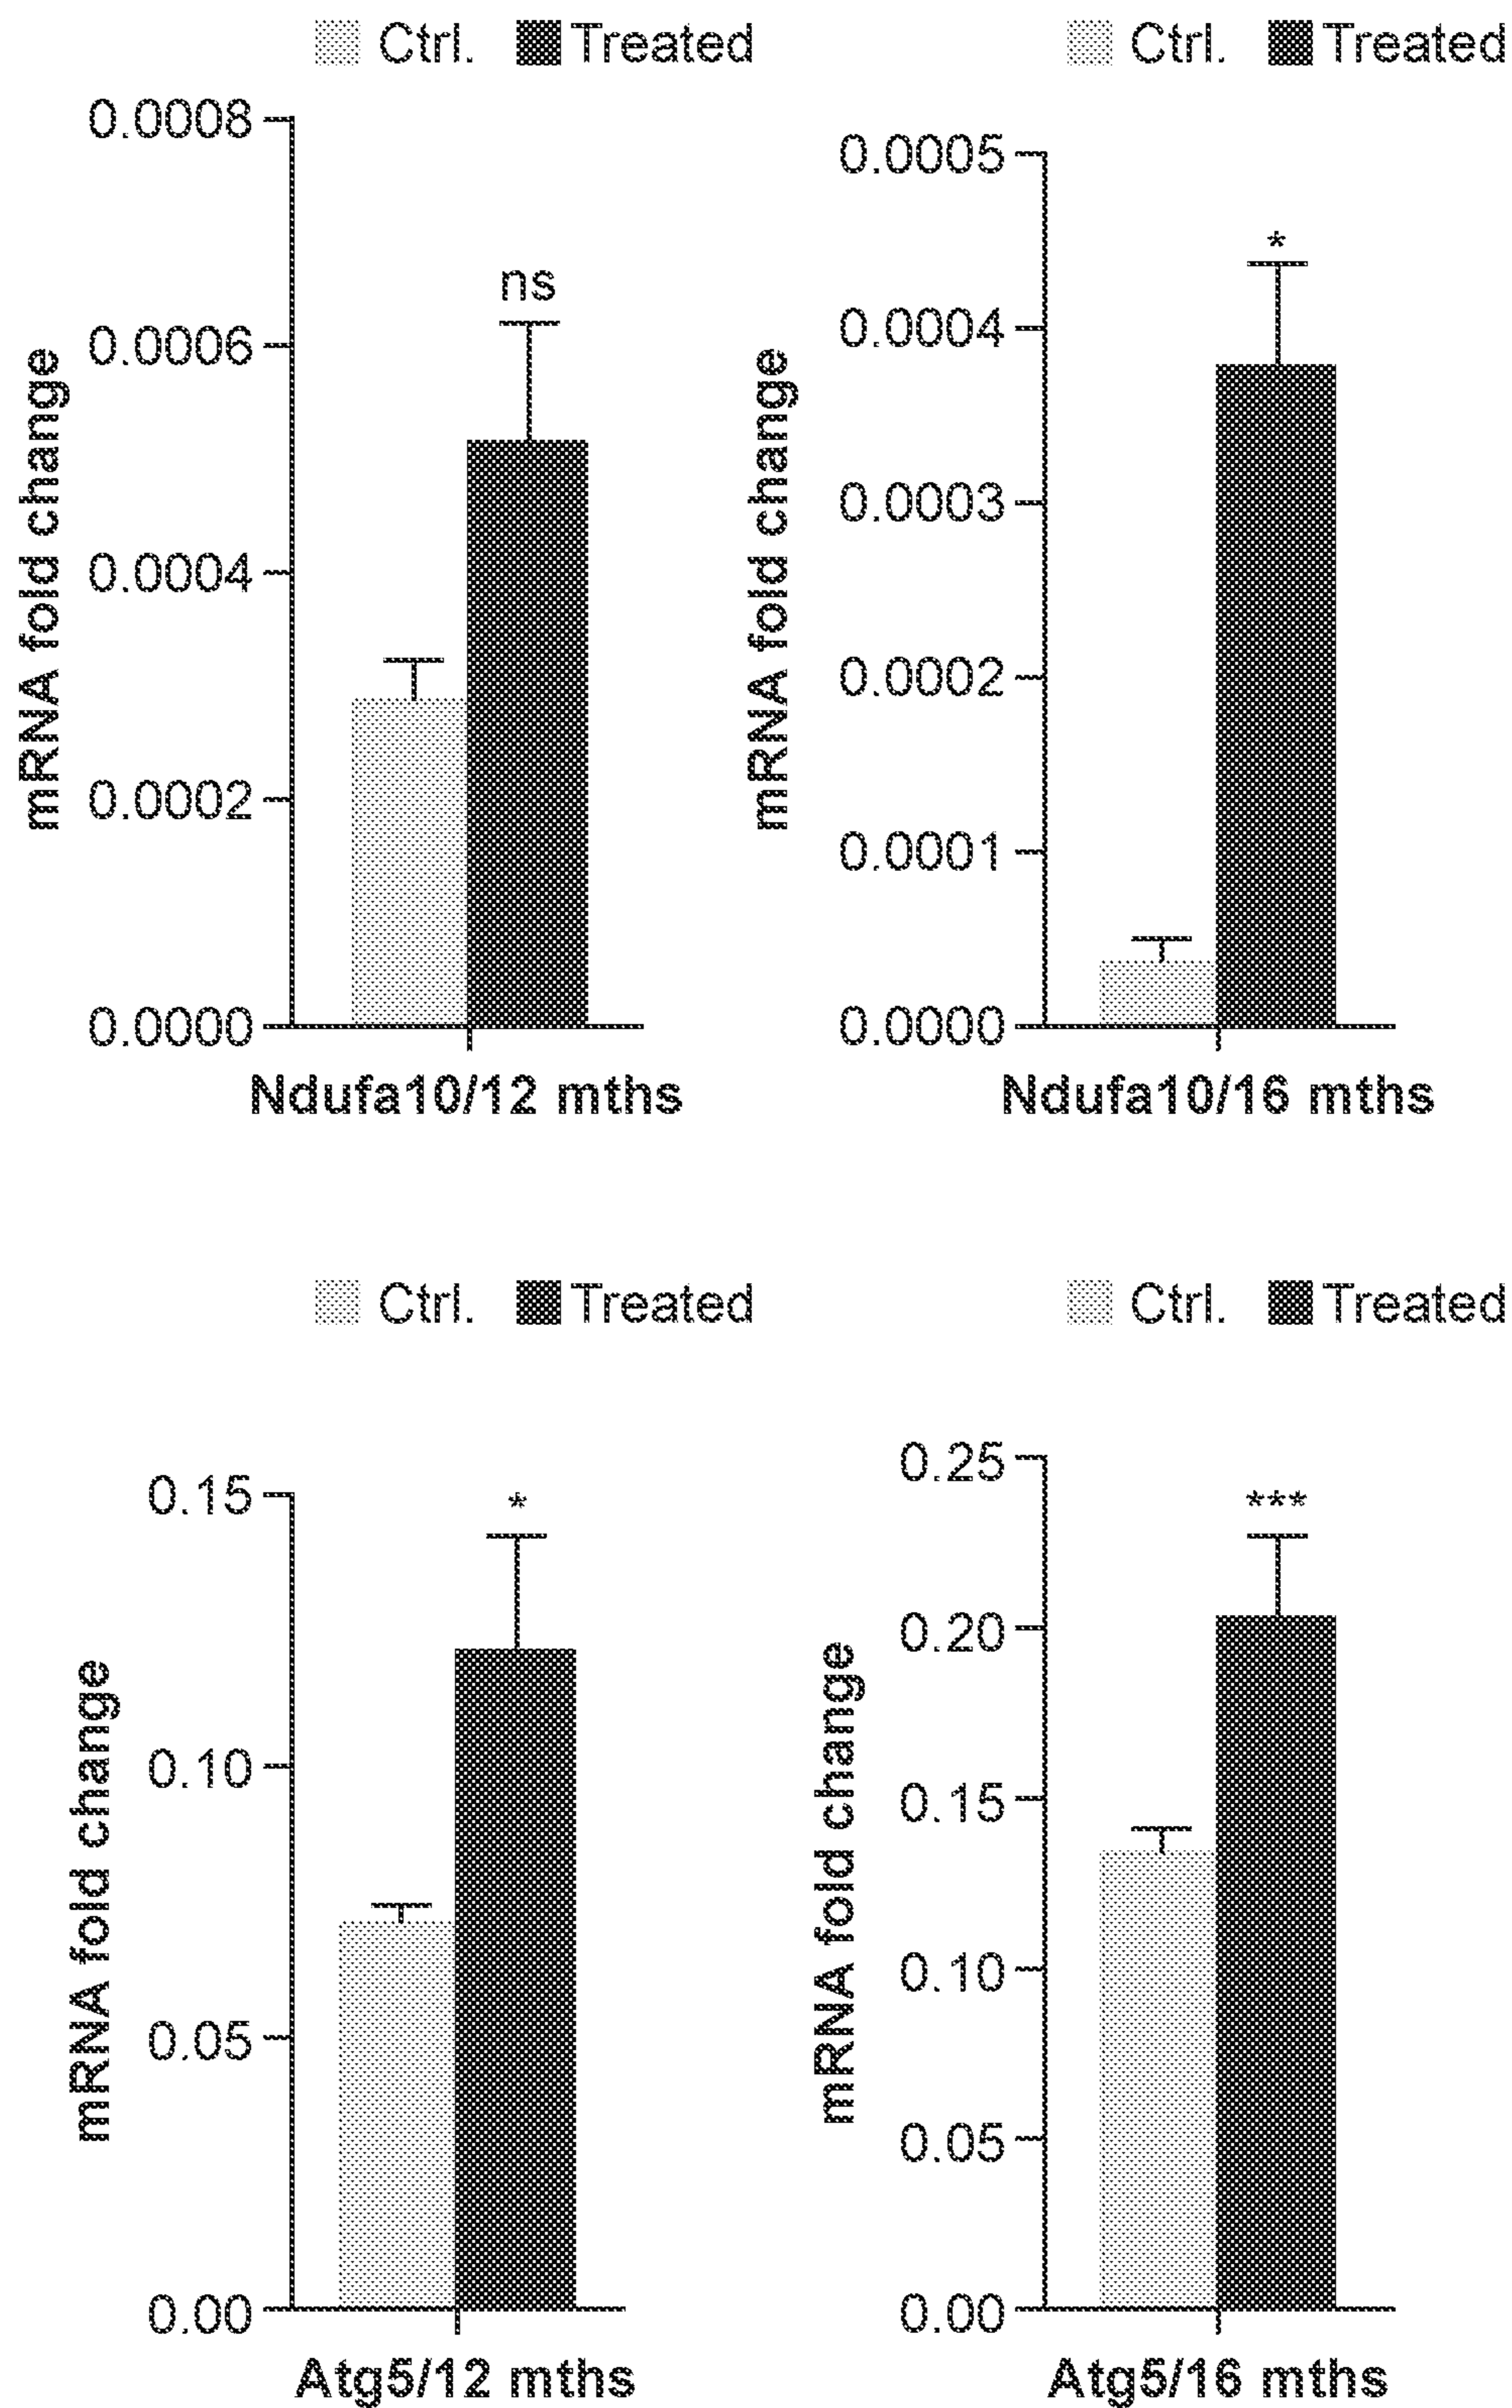 Ctrl. Treated
0.0008
0.0006
0.0004
0.0002
0.0000
mRNA fold change
ns
Ndufa10/12 mths
Ctrl. Treated
0.0005
0.0004
0.0003
0.0002
0.0001
0.0000
mRNA fold change
*
Ndufa10/16 mths
Ctrl. Treated
0.15
0.10
0.05
0.00
mRNA fold change
*
Atg5/12 mths
Ctrl. Treated
0.25
0.20
0.15
0.10
0.05
0.00
mRNA fold change
***
Atg5/16 mths